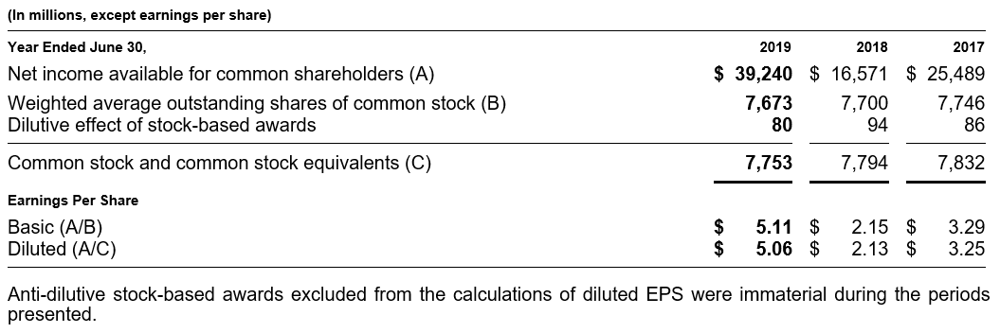 (In millions, except earnings per share)
Year Ended June 30, 2019 2018 2017
Net income available for common shareholders (A) $ 39,240 $ 16,571 $ 25,489
Weighted average outstanding shares of common stock (B) 7,673 7,700 7,746
Dilutive effect of stock-based awards 80 94 86
Common stock and common stock equivalents (C) 7,753 7,794 7,832
Earnings Per Share
Basic (A/B) $ 5.11 $ 2.15 $ 3.29
Diluted (A/C) $ 5.06 $ 2.13 $ 3.25
Anti-dilutive stock-based awards excluded from the calculations of diluted EPS were immaterial during the periods
presented.